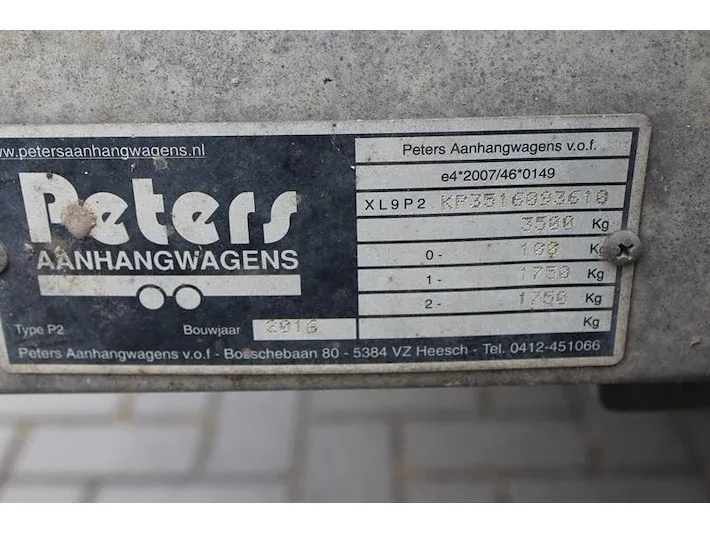 www.petersaanhangwagens.nl
Peters
AANHANGWAGENS
Type P2 Bouwjaar 2016
Peters Aanhangwagens v.o.f - Bosschebaan 80 - 5384 VZ Heesch - Tel. 0412-451066
Peters Aanhangwagens v.o.f.
e4*2007/46*0149
XL9P2 KP3516093610
3500 Kg
0- 100 Kg
1- 1750 Kg
2- 1750 Kg
Kg